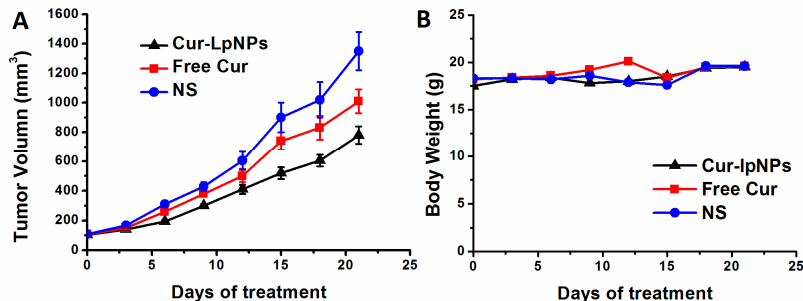 A
Tumor Volumn (mm³)
1600
1400
1200
1000
800
600
400
200
0
Cur-LpNPs
Free Cur
NS
0
5
10
15
20
25
Days of treatment
B
Body Weight (g)
25
20
15
10
5
0
Cur-lpNPs
Free Cur
NS
0
5
10
15
20
25
Days of treatment